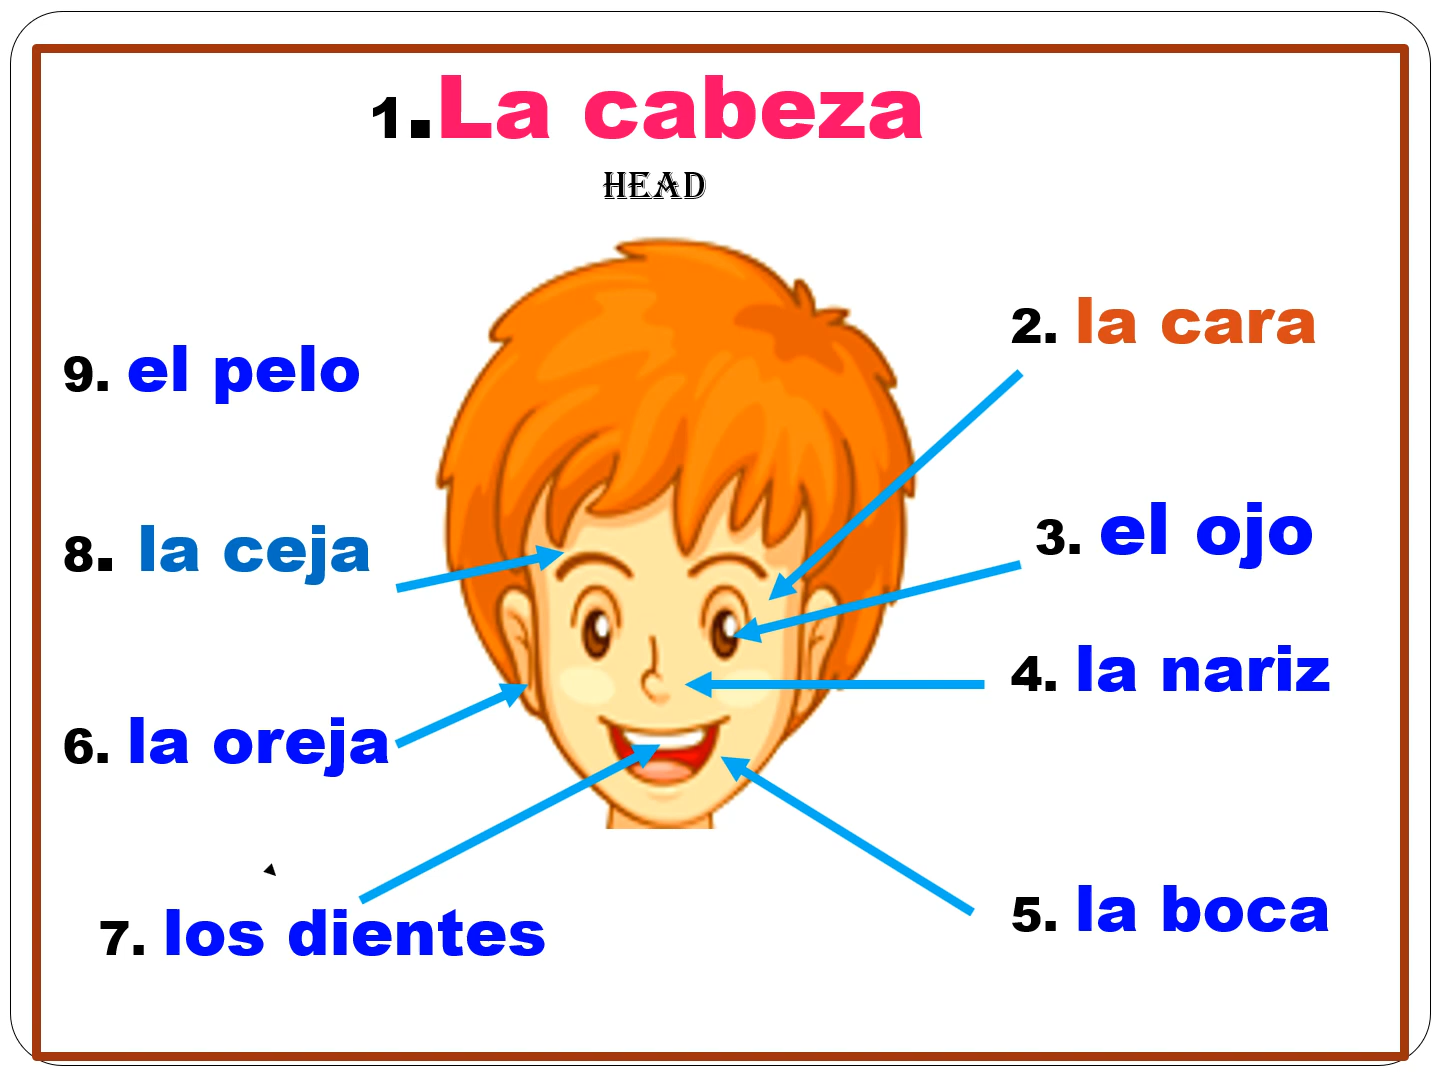 1.La cabeza
HEAD
2. la cara
9. el pelo
3. el ojo
8. la ceja
4. la nariz
6. la oreja
5. la boca
7. los dientes